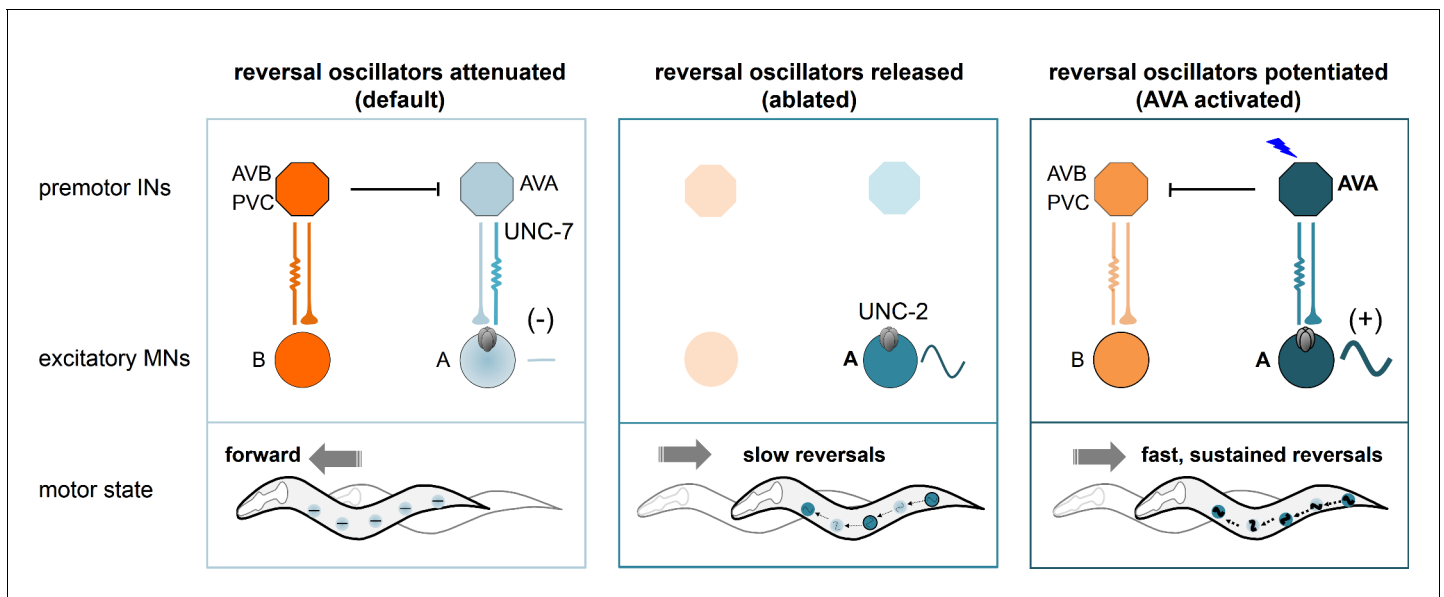 reversal oscillators attenuated
(default)
reversal oscillators released
(ablated)
reversal oscillators potentiated
(AVA activated)
premotor INs
AVB
PVC
AVA
UNC-7
AVB
PVC
AVA
excitatory MNs
B
A
(-)
UNC-2
A
B
A
(+)
motor state
forward
slow reversals
fast, sustained reversals